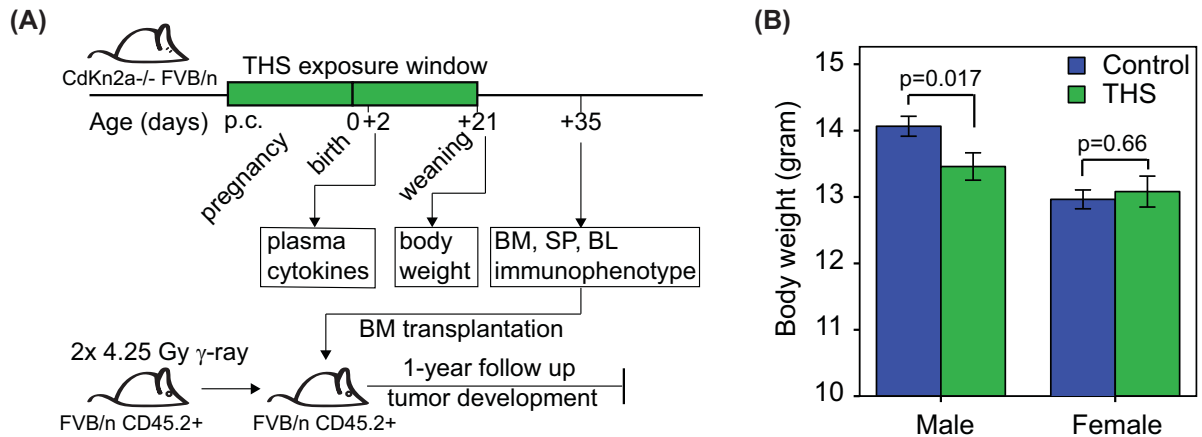 (A)
CdKn2a-/- FVB/n
THS exposure window
Age (days) p.c. 0 +2 +21 +35
pregnancy
birth
weaning
plasma
cytokines
body
weight
BM, SP, BL
immunophenotype
BM transplantation
2x 4.25 Gy γ-ray
1-year follow up
tumor development
FVB/n CD45.2+
FVB/n CD45.2+
(B)
Body weight (gram)
15
14
13
12
11
10
Control
THS
p=0.017
p=0.66
Male
Female